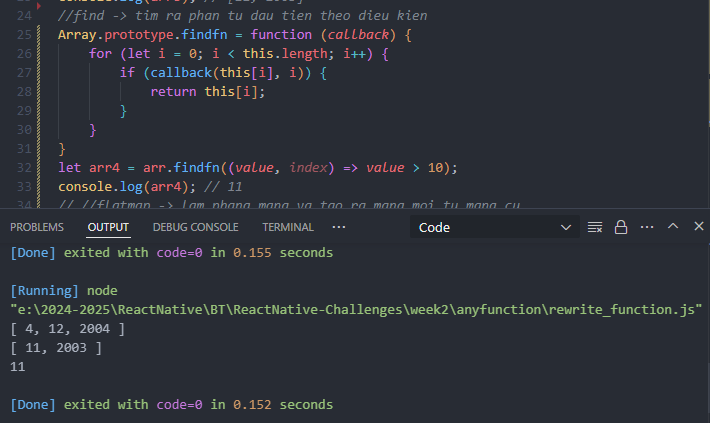 24 //find -> tim ra phan tu dau tien theo dieu kien
25 Array.prototype.findfn = function (callback) {
26 for (let i = 0; i < this.length; i++) {
27 if (callback(this[i], i)) {
28 return this[i];
29 }
30 }
31 }
32 let arr4 = arr.findfn((value, index) => value > 10);
33 console.log(arr4); // 11
34 // //flatmap -> lam phang mang va tao ra mang moi tu mang cu
PROBLEMS OUTPUT DEBUG CONSOLE TERMINAL ··· Code ···
[Done] exited with code=0 in 0.155 seconds
[Running] node
"e:\2024-2025\ReactNative\BT\ReactNative-Challenges\week2\anyfunction\rewrite_function.js"
[ 4, 12, 2004 ]
[ 11, 2003 ]
11
[Done] exited with code=0 in 0.152 seconds